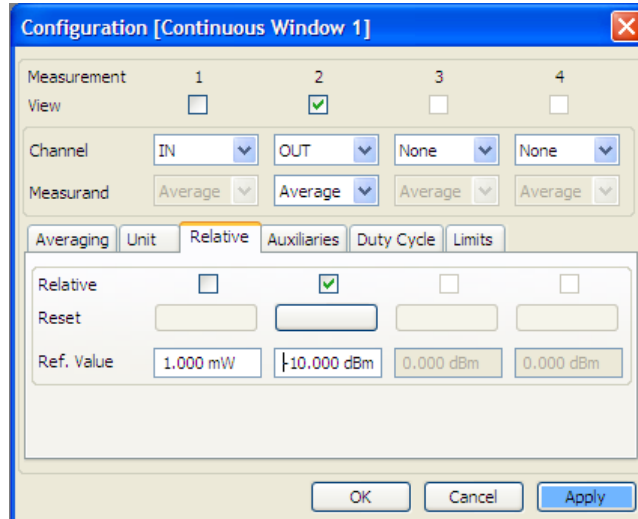 Configuration [Continuous Window 1]
Measurement 1 2 3 4
View
Channel IN OUT None None
Measurand Average Average Average Average
Averaging Unit Relative Auxiliaries Duty Cycle Limits
Relative
Reset
Ref. Value 1.000 mW -10.000 dBm 0.000 dBm 0.000 dBm
OK Cancel Apply